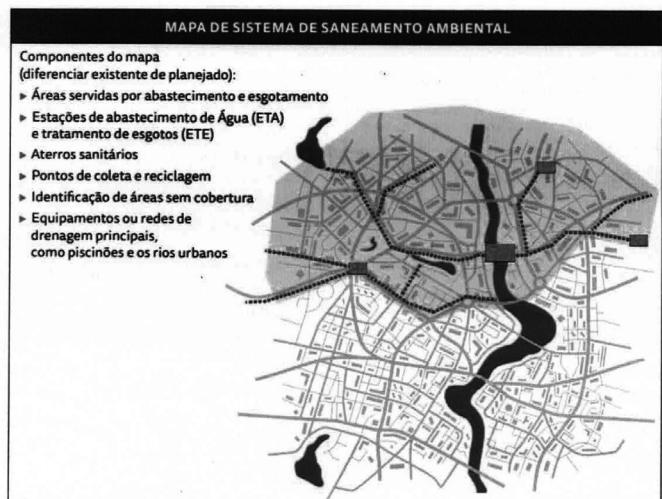 MAPA DE SISTEMA DE SANEAMENTO AMBIENTAL
Componentes do mapa
(diferenciar existente de planejado):
▸ Áreas servidas por abastecimento e esgotamento
▸ Estações de abastecimento de Água (ETA)
e tratamento de esgotos (ETE)
▸ Aterros sanitários
▸ Pontos de coleta e reciclagem
▸ Identificação de áreas sem cobertura
▸ Equipamentos ou redes de
drenagem principais,
como piscinões e os rios urbanos